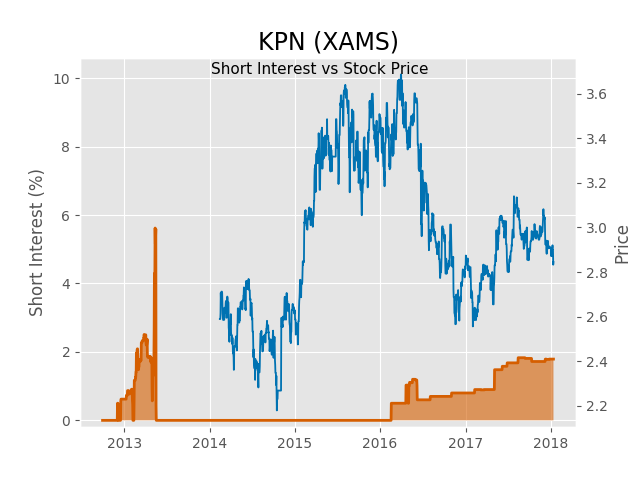 KPN (XAMS)
Short Interest vs Stock Price
Short Interest (%)
10
8
6
4
2
0
3.6
3.4
3.2
3.0
2.8
2.6
2.4
2.2
Price
2013 2014 2015 2016 2017 2018